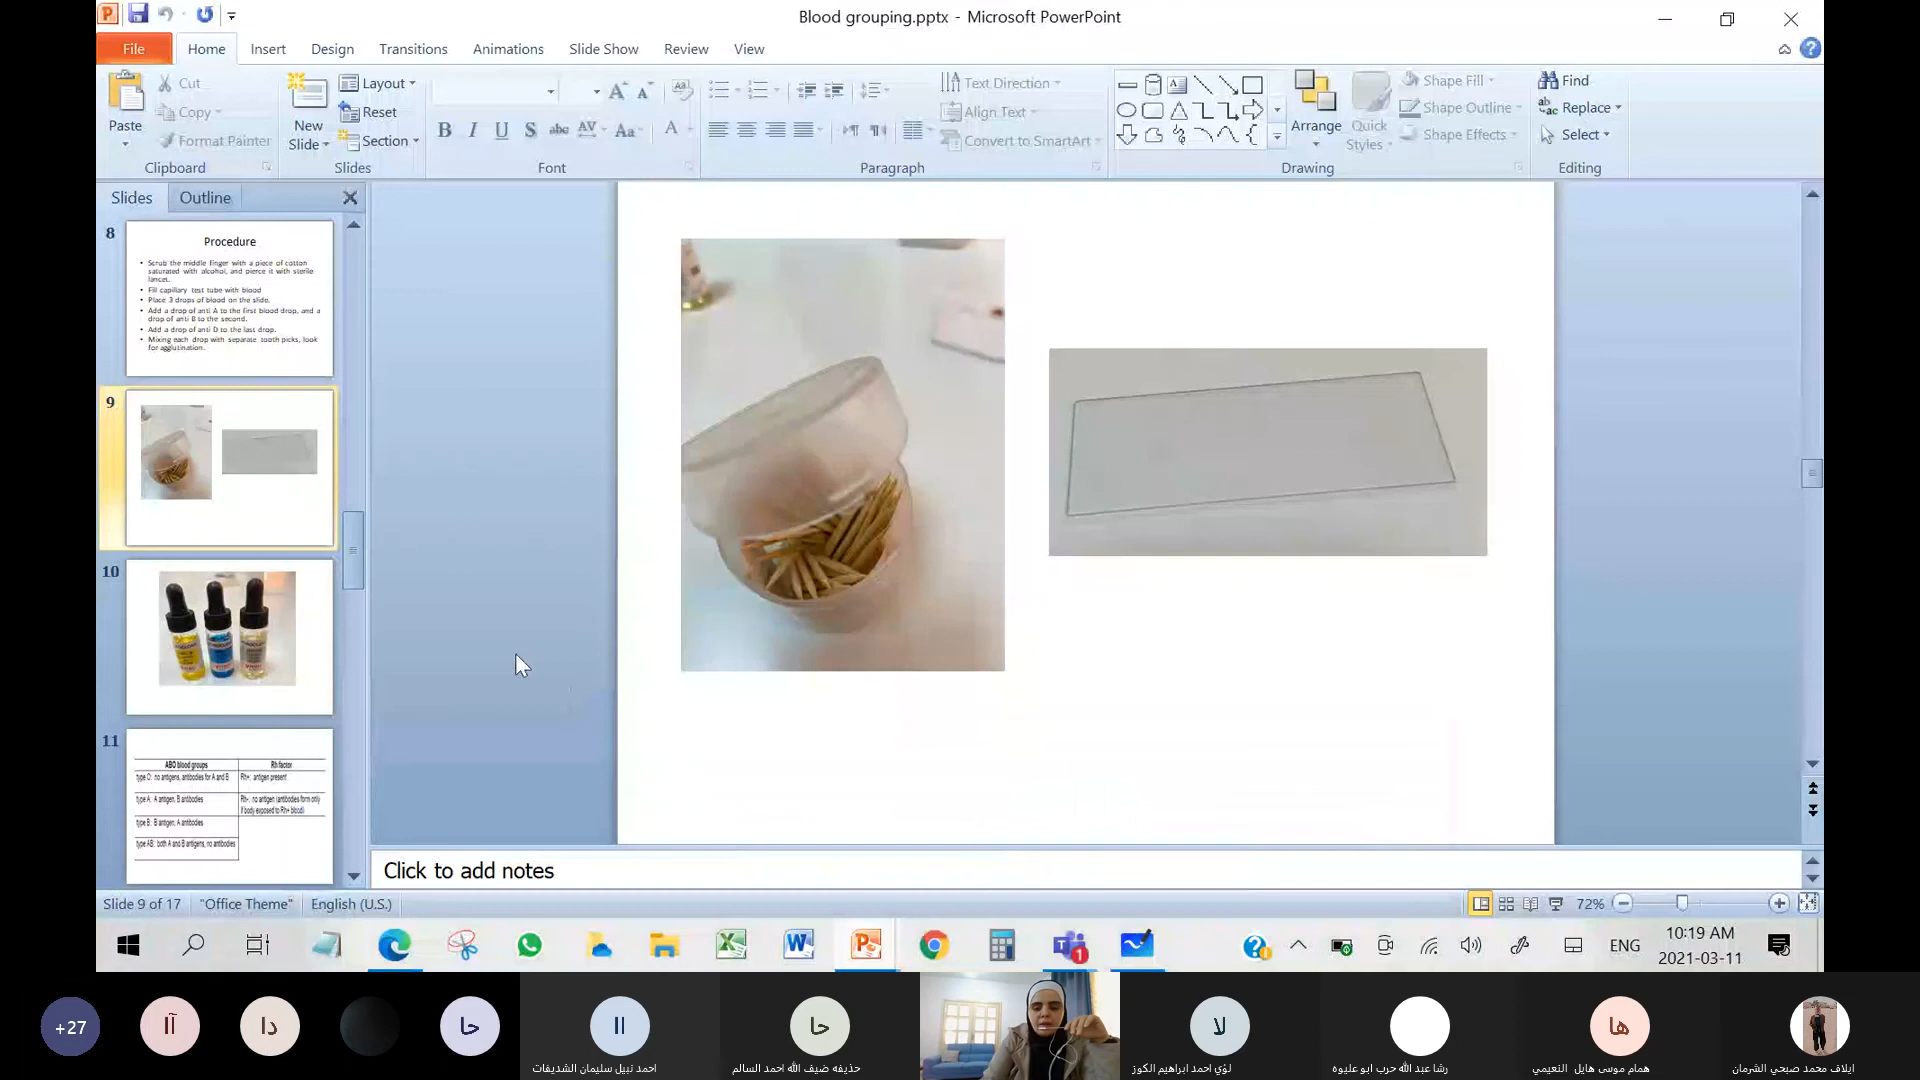 Blood grouping.pptx - Microsoft PowerPoint
File Home Insert Design Transitions Animations Slide Show Review View
Paste
Cut
Copy
Format Painter
Clipboard
New Slide
Layout
Reset
Section
Slides
B I U S abe AV Aa A
Font
Paragraph
Text Direction
Align Text
Convert to SmartArt
Arrange
Quick Styles
Shape Fill
Shape Outline
Shape Effects
Drawing
Find
Replace
Select
Editing
Slides Outline
8
Procedure
• Scrub the middle finger with a piece of cotton
saturated with alcohol, and pierce it with sterile
lancet.
• Fill capillary test tube with blood
• Place 3 drops of blood on the slide.
• Add a drop of anti A to the first blood drop, and a
drop of anti B to the second.
• Add a drop of anti D to the last drop.
• Mixing each drop with separate tooth picks, look
for agglutination.
9
10
11
ABO blood groups Rh factor
type O: no antigens, antibodies for A and B Rh+: antigen present
type A: A antigen, B antibodies Rh-: no antigen (antibodies form only
if body exposed to Rh+ blood)
type B: B antigen, A antibodies
type AB: both A and B antigens, no antibodies
Click to add notes
Slide 9 of 17 "Office Theme" English (U.S.) 72%
1
ENG
10:19 AM
2021-03-11
+27
آا
دا
حا
اا
حا
لا
ها
احمد نبيل سليمان الشديفات
حذيفه ضيف الله احمد السالم
لؤي احمد ابراهيم الكوز
رشا عبد الله حرب ابو عليوه
همام موسى هايل النعيمي
ايلاف محمد صبحي الشرمان